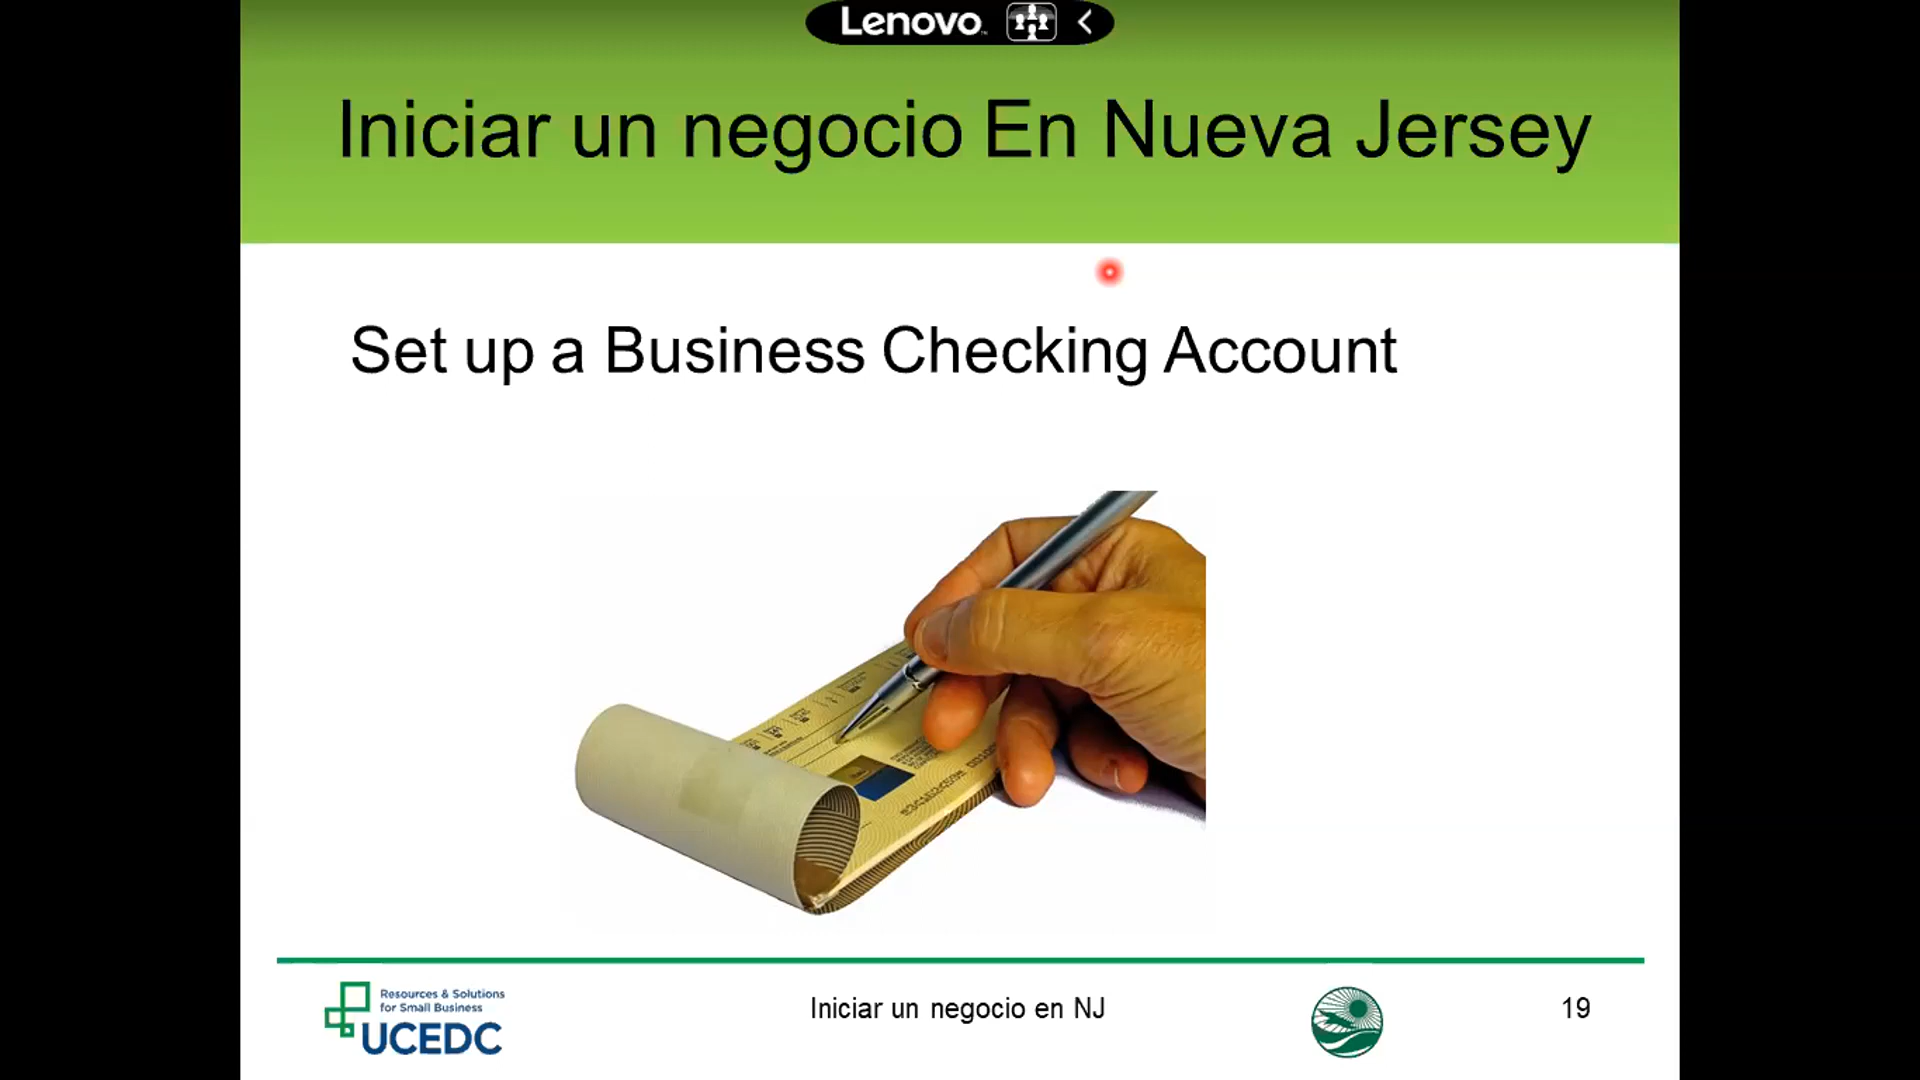 Lenovo
Iniciar un negocio En Nueva Jersey
Set up a Business Checking Account
Resources & Solutions
for Small Business
UCEDC
Iniciar un negocio en NJ
19